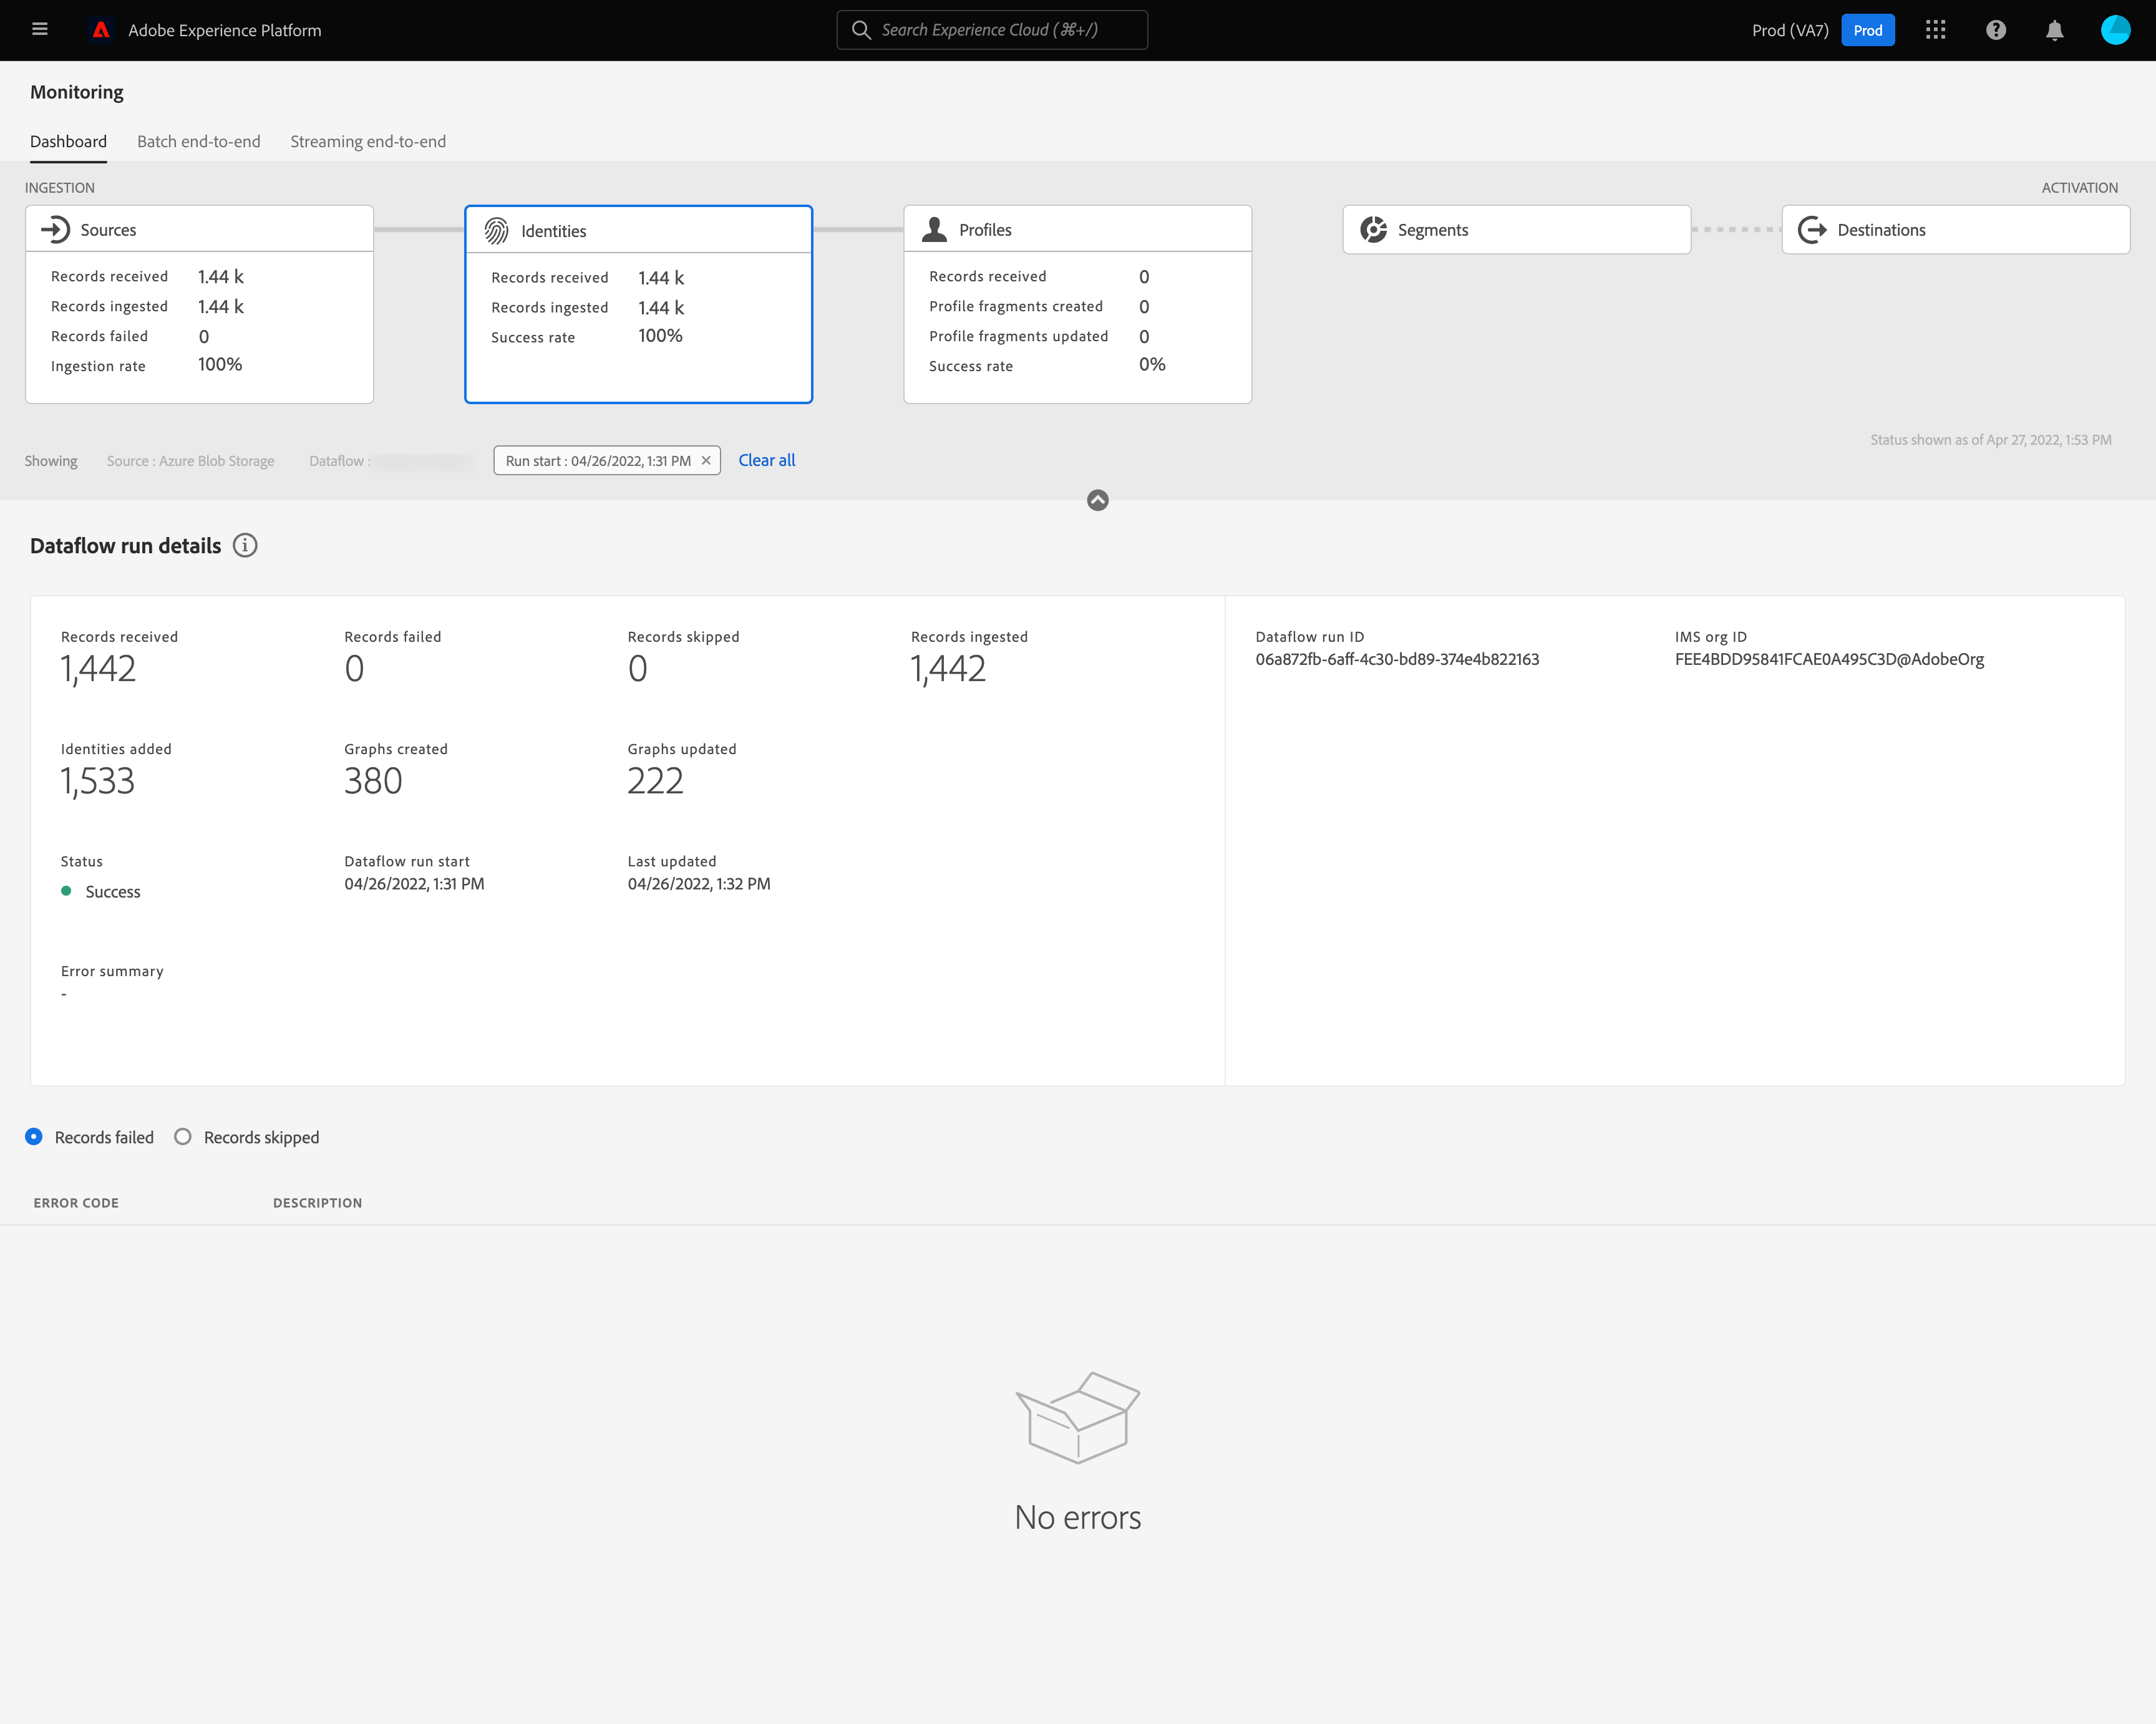 Adobe Experience Platform
Search Experience Cloud (⌘+/)
Prod (VA7)
Prod
Monitoring
Dashboard
Batch end-to-end
Streaming end-to-end
INGESTION
ACTIVATION
Sources
Records received 1.44 k
Records ingested 1.44 k
Records failed 0
Ingestion rate 100%
Identities
Records received 1.44 k
Records ingested 1.44 k
Success rate 100%
Profiles
Records received 0
Profile fragments created 0
Profile fragments updated 0
Success rate 0%
Segments
Destinations
Status shown as of Apr 27, 2022, 1:53 PM
Showing
Source : Azure Blob Storage
Dataflow :
Run start : 04/26/2022, 1:31 PM
Clear all
Dataflow run details
Records received
1,442
Records failed
0
Records skipped
0
Records ingested
1,442
Identities added
1,533
Graphs created
380
Graphs updated
222
Status
Success
Dataflow run start
04/26/2022, 1:31 PM
Last updated
04/26/2022, 1:32 PM
Error summary
-
Dataflow run ID
06a872fb-6aff-4c30-bd89-374e4b822163
IMS org ID
FEE4BDD95841FCAE0A495C3D@AdobeOrg
Records failed
Records skipped
ERROR CODE
DESCRIPTION
No errors